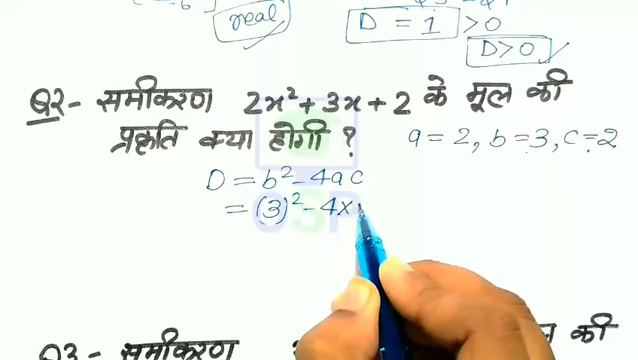 real
D = 1 > 0
D > 0
Q2 - समीकरण 2x² + 3x + 2 के मूल की
प्रकृति क्या होगी ? a = 2, b = 3, c = 2
D = b² - 4ac
= (3)² - 4x
Q3 - समीकरण की